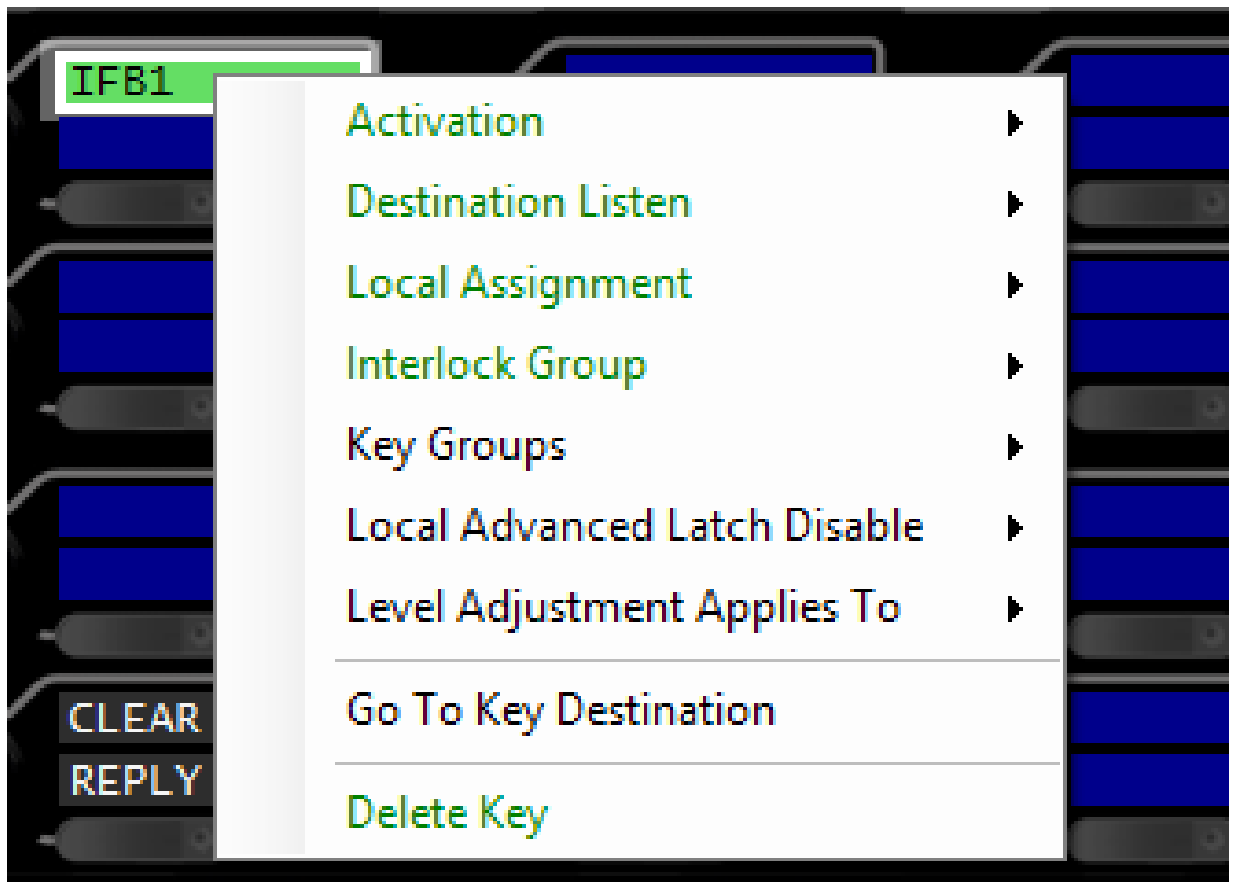 IFB1
Activation
Destination Listen
Local Assignment
Interlock Group
Key Groups
Local Advanced Latch Disable
Level Adjustment Applies To
Go To Key Destination
Delete Key
CLEAR
REPLY